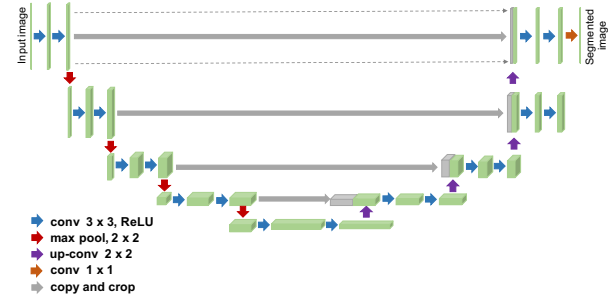 Input image
Segmented
image
conv 3 x 3, ReLU
max pool, 2 x 2
up-conv 2 x 2
conv 1 x 1
copy and crop